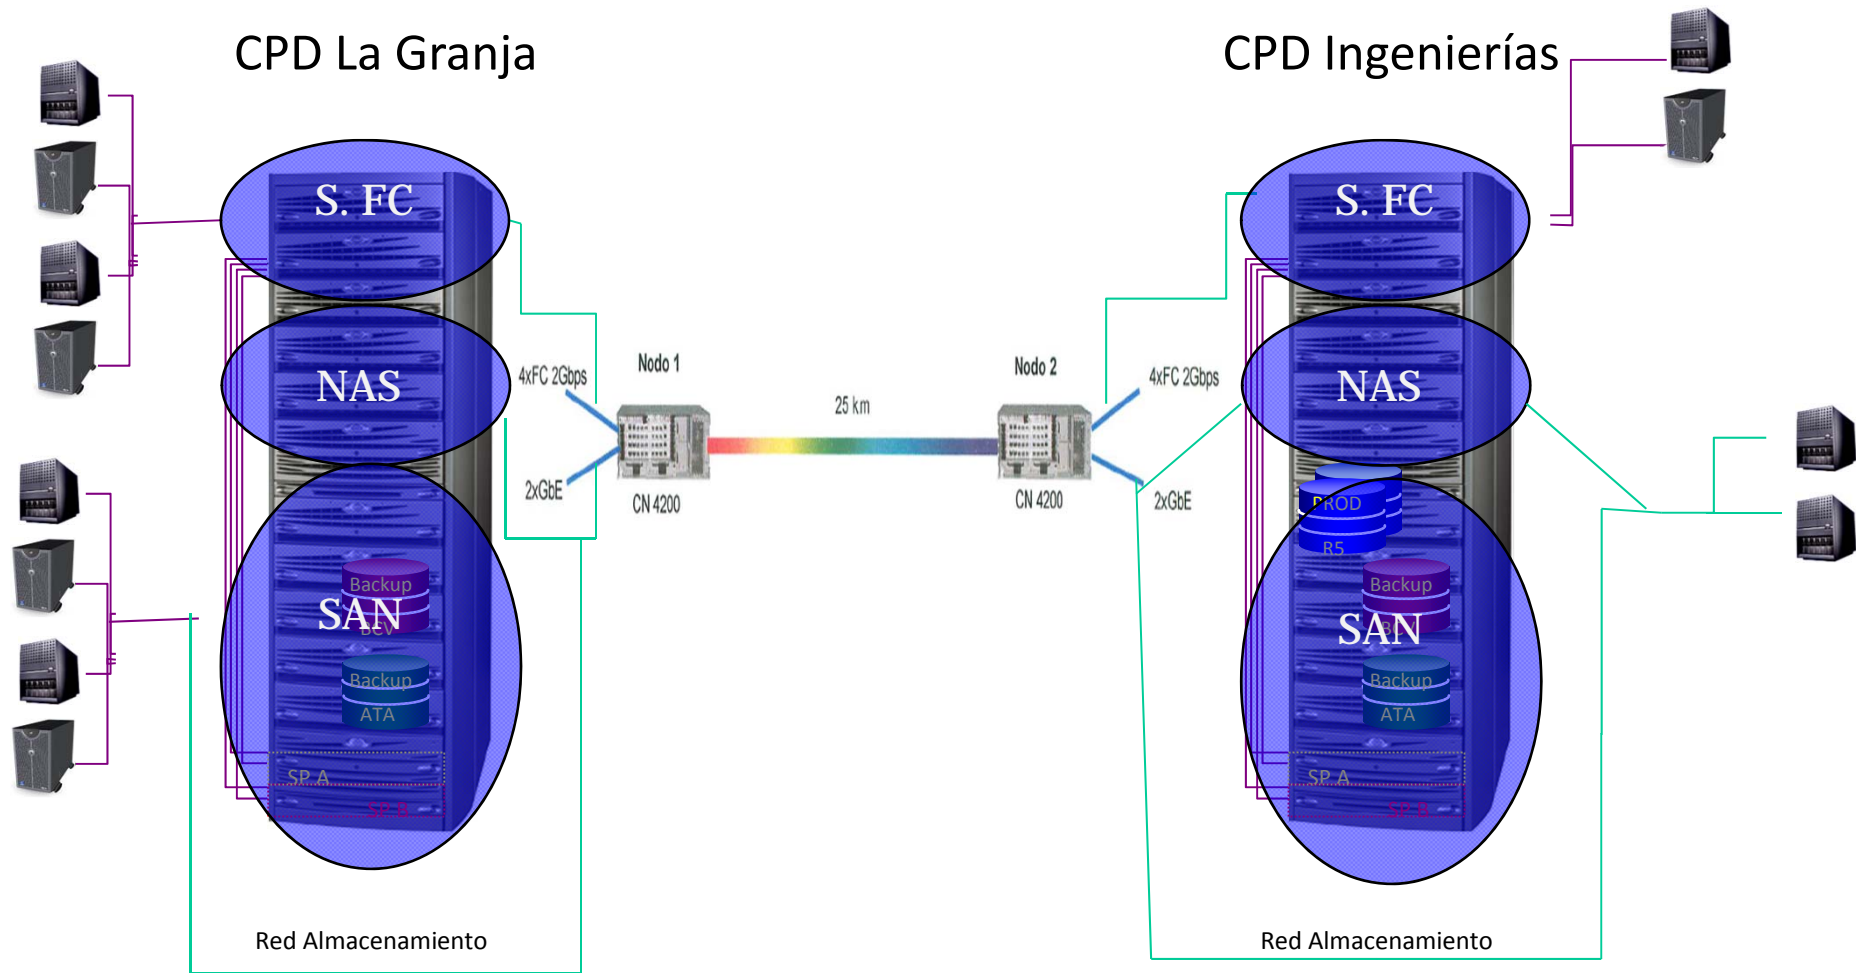 CPD La Granja
CPD Ingenierías
S. FC
S. FC
Nodo 1
Nodo 2
4xFC 2Gbps
NAS
25 km
4xFC 2Gbps
NAS
2xGbE
CN 4200
CN 4200
2xGbE
PROD
R5
Backup
BCV
SAN
Backup
ATA
Backup
BCV
SAN
Backup
ATA
SP A
SP B
SP A
SP B
Red Almacenamiento
Red Almacenamiento